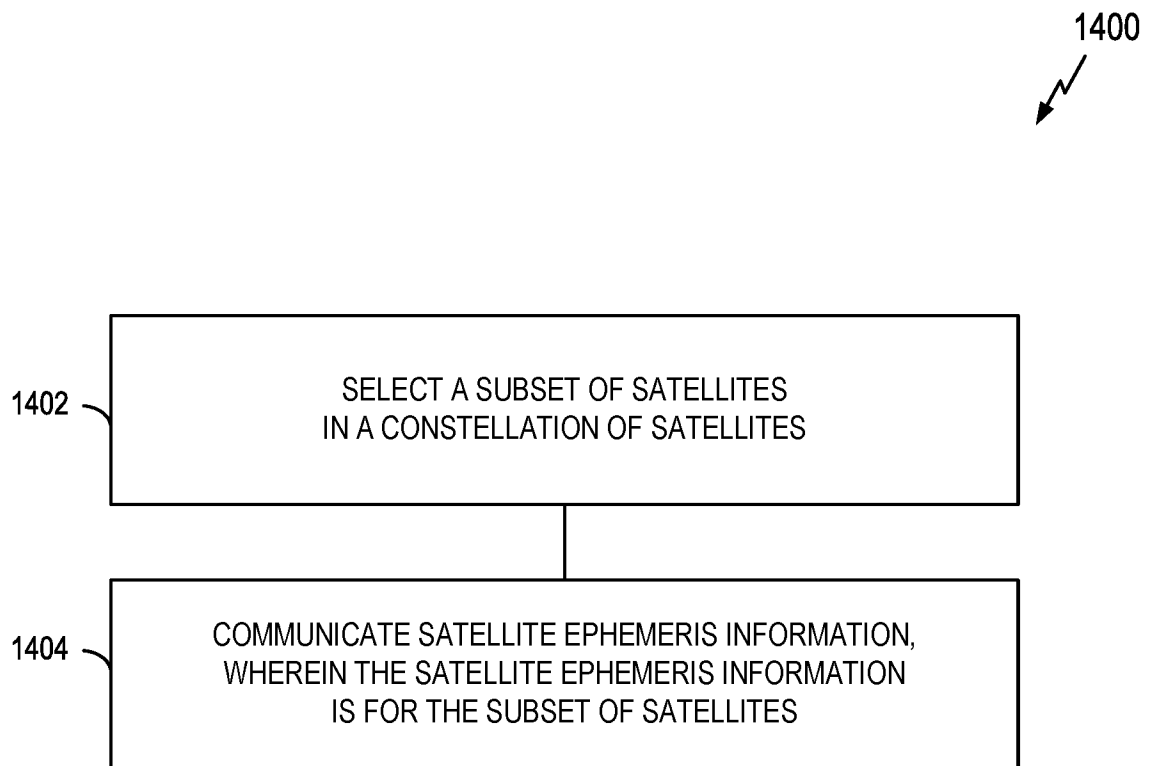 1400
1402
SELECT A SUBSET OF SATELLITES
IN A CONSTELLATION OF SATELLITES
1404
COMMUNICATE SATELLITE EPHEMERIS INFORMATION,
WHEREIN THE SATELLITE EPHEMERIS INFORMATION
IS FOR THE SUBSET OF SATELLITES